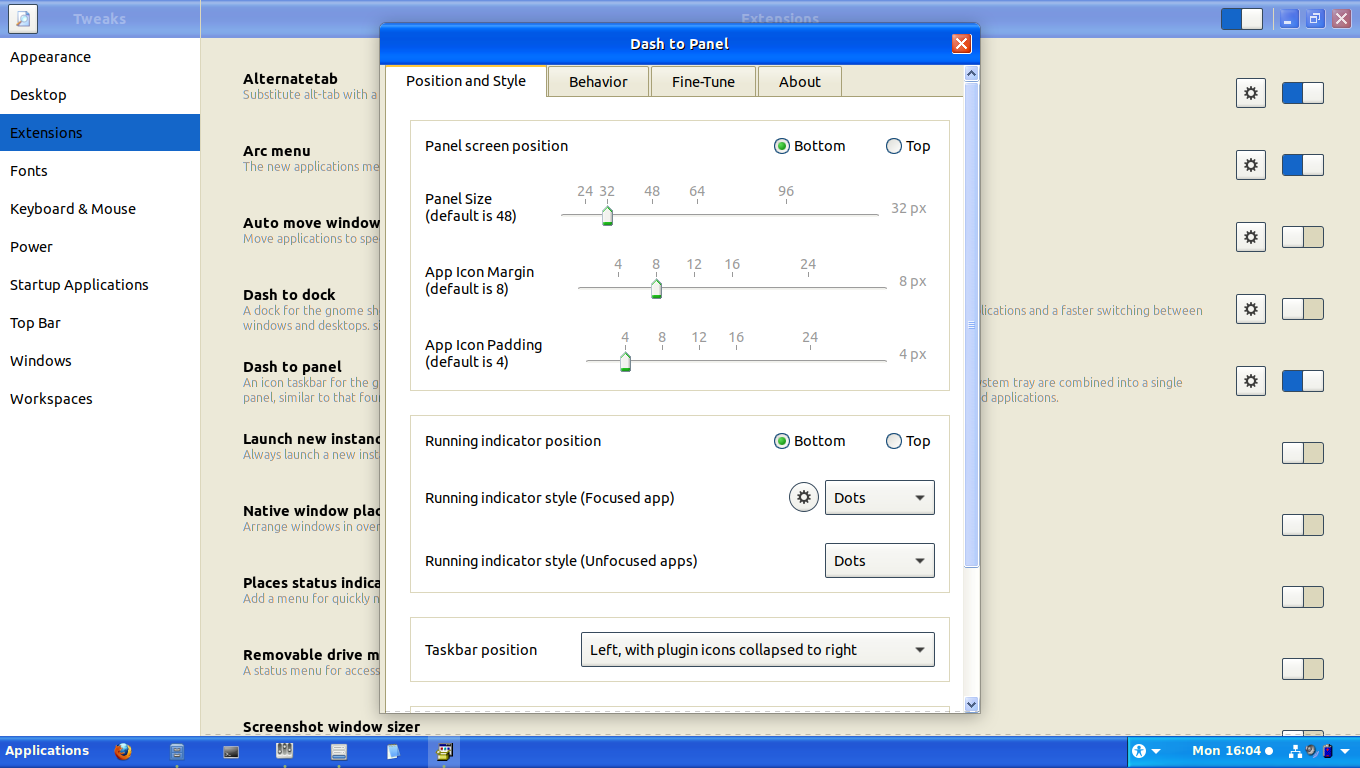 Tweaks
Extensions
Appearance
Desktop
Extensions
Fonts
Keyboard & Mouse
Power
Startup Applications
Top Bar
Windows
Workspaces
Alternatetab
Substitute alt-tab with a
Arc menu
The new applications me
Auto move window
Move applications to spe
Dash to dock
A dock for the gnome sh
lications and a faster switching between
windows and desktops. si
Dash to panel
An icon taskbar for the g
stem tray are combined into a single
panel, similar to that four
d applications.
Launch new instanc
Always launch a new inst
Native window plac
Arrange windows in over
Places status indica
Add a menu for quickly n
Removable drive m
A status menu for access
Screenshot window sizer
Dash to Panel
Position and Style
Behavior
Fine-Tune
About
Panel screen position
Bottom
Top
Panel Size
(default is 48)
24 32 48 64 96
32 px
App Icon Margin
(default is 8)
4 8 12 16 24
8 px
App Icon Padding
(default is 4)
4 8 12 16 24
4 px
Running indicator position
Bottom
Top
Running indicator style (Focused app)
Dots
Running indicator style (Unfocused apps)
Dots
Taskbar position
Left, with plugin icons collapsed to right
Applications
Mon 16:04